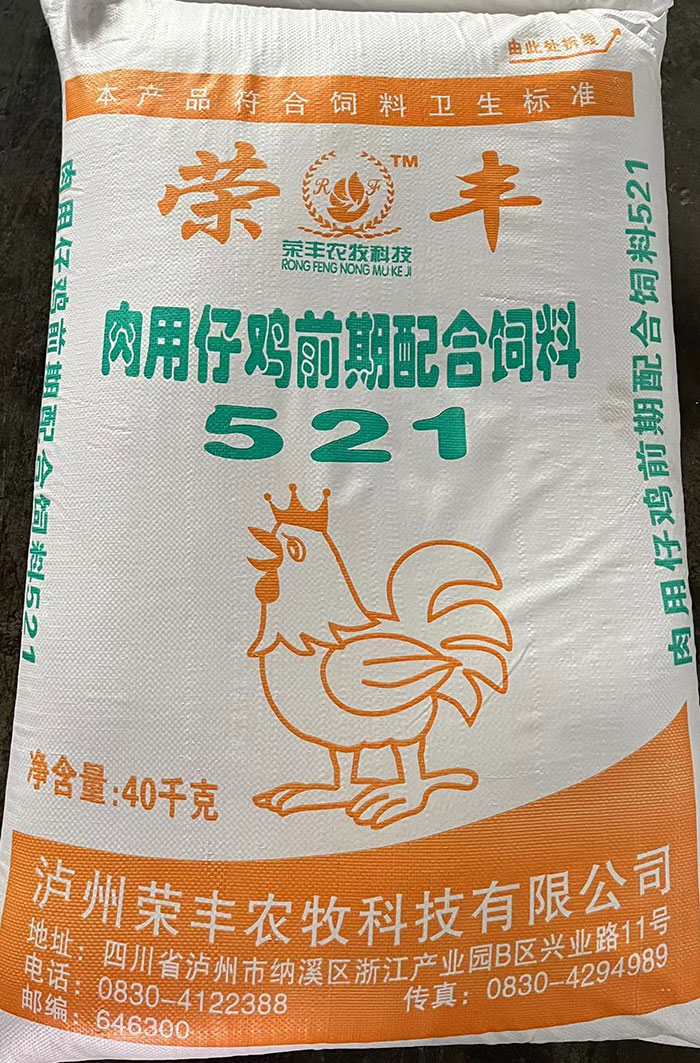 由此处拆线
本产品符合饲料卫生标准
荣 丰
TM
R F
荣丰农牧科技
RONG FENG NONG MU KE JI
肉用仔鸡前期配合饲料
521
肉用仔鸡前期配合饲料521
肉用仔鸡前期配合饲料521
净含量:40千克
泸州荣丰农牧科技有限公司
地址: 四川省泸州市纳溪区浙江产业园B区兴业路11号
电话: 0830-4122388 传真: 0830-4294989
邮编: 646300